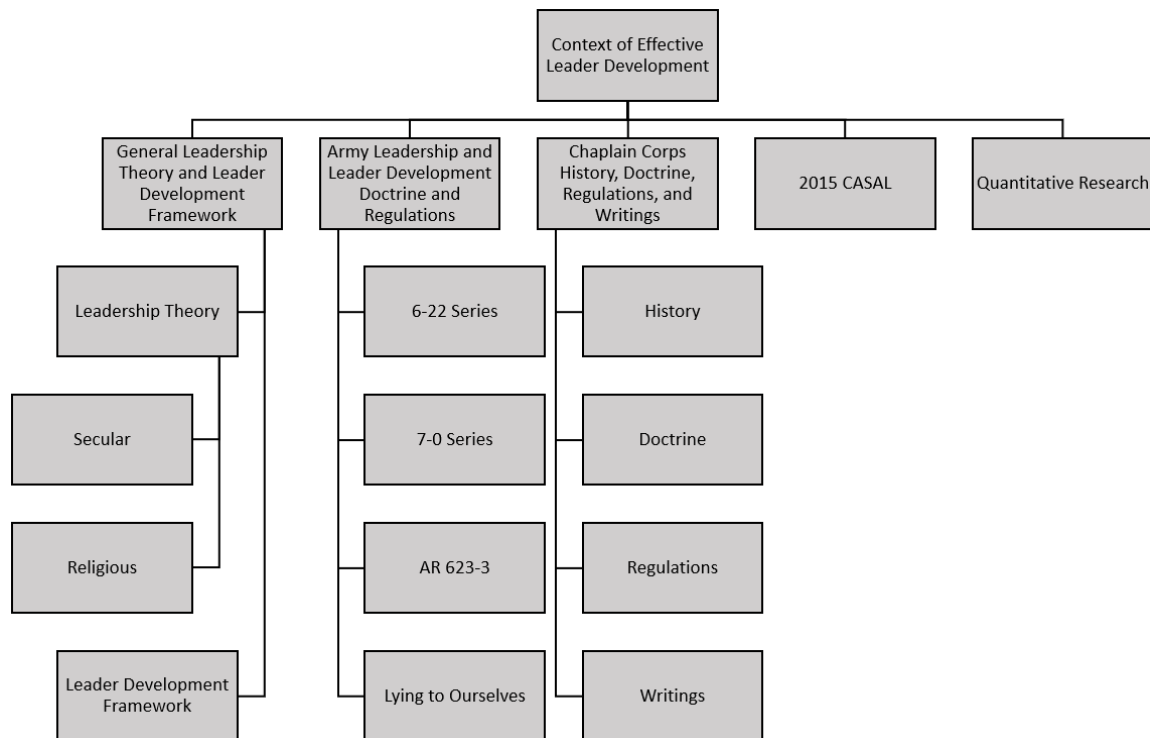 Context of Effective
Leader Development
General Leadership
Theory and Leader
Development
Framework
Army Leadership and
Leader Development
Doctrine and
Regulations
Chaplain Corps
History, Doctrine,
Regulations, and
Writings
2015 CASAL
Quantitative Research
Leadership Theory
Secular
Religious
Leader Development
Framework
6-22 Series
7-0 Series
AR 623-3
Lying to Ourselves
History
Doctrine
Regulations
Writings